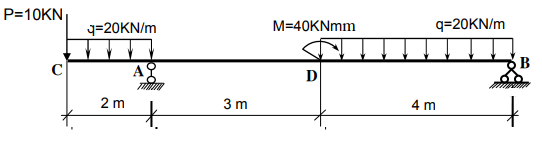 P=10KN
q=20KN/m
M=40KNmm
q=20KN/m
C
A
D
B
2 m
3 m
4 m